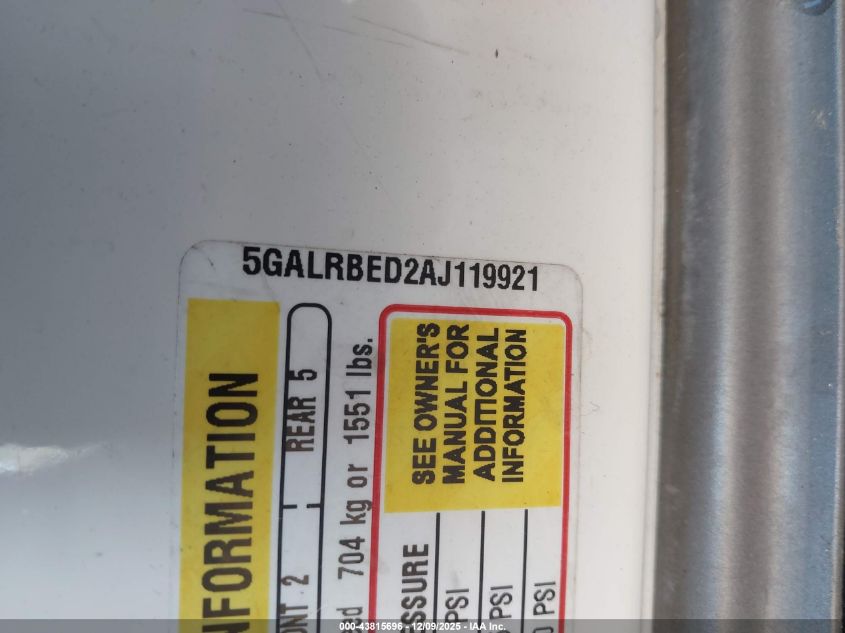 5GALRBED2AJ119921
INFORMATION
FRONT 2
REAR 5
704 kg or 1551 lbs.
SEE OWNER'S
MANUAL FOR
ADDITIONAL
INFORMATION
SSURE
PSI
PSI
0 PSI
000-43815696 - 12/09/2025 - IAA Inc.